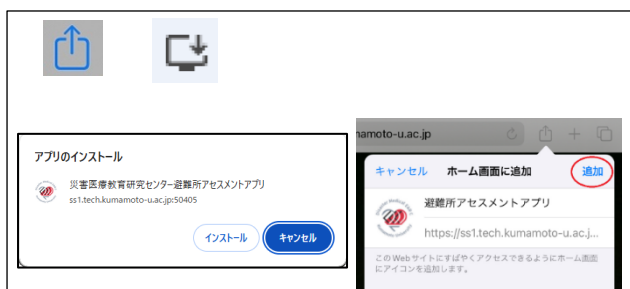 アプリのインストール
災害医療教育研究センター避難所アセスメントアプリ
ss1.tech.kumamoto-u.ac.jp:50405
インストール
キャンセル
namoto-u.ac.jp
キャンセル ホーム画面に追加 追加
避難所アセスメントアプリ
https://ss1.tech.kumamoto-u.ac.j...
このWebサイトにすばやくアクセスできるようにホーム画面
にアイコンを追加します。